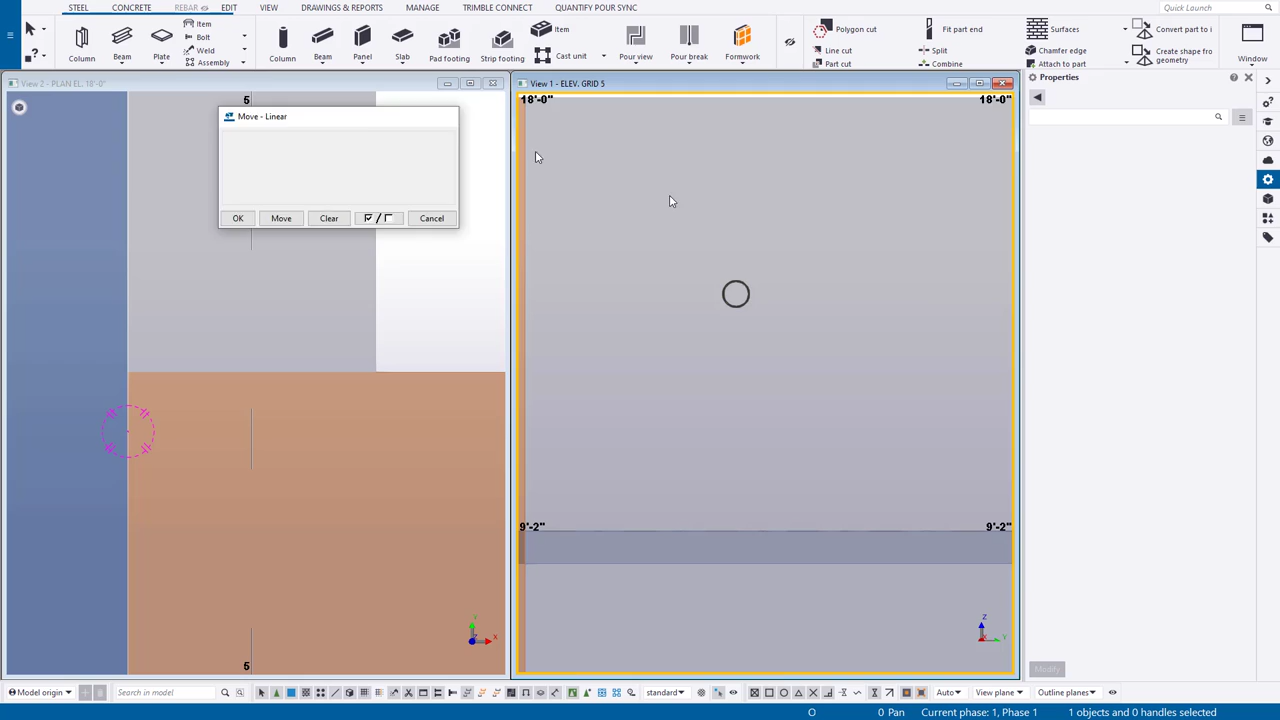 STEEL CONCRETE REBAR EDIT VIEW DRAWINGS & REPORTS MANAGE TRIMBLE CONNECT QUANTIFY POUR SYNC Quick Launch
Column Beam Plate Item Bolt Weld Assembly Column Beam Panel Slab Pad footing Strip footing Item Cast unit Pour view Pour break Formwork Polygon cut Line cut Part cut Fit part end Split Combine Surfaces Chamfer edge Attach to part Convert part to i Create shape fro geometry Window
View 2 - PLAN EL. 18'-0"
5
Move - Linear
OK Move Clear / Cancel
5
View 1 - ELEV. GRID 5
18'-0" 18'-0"
9'-2" 9'-2"
Y
X
Z
X
Y
Properties
Modify
Model origin Search in model standard Auto View plane Outline planes
O 0 Pan Current phase: 1, Phase 1 1 objects and 0 handles selected